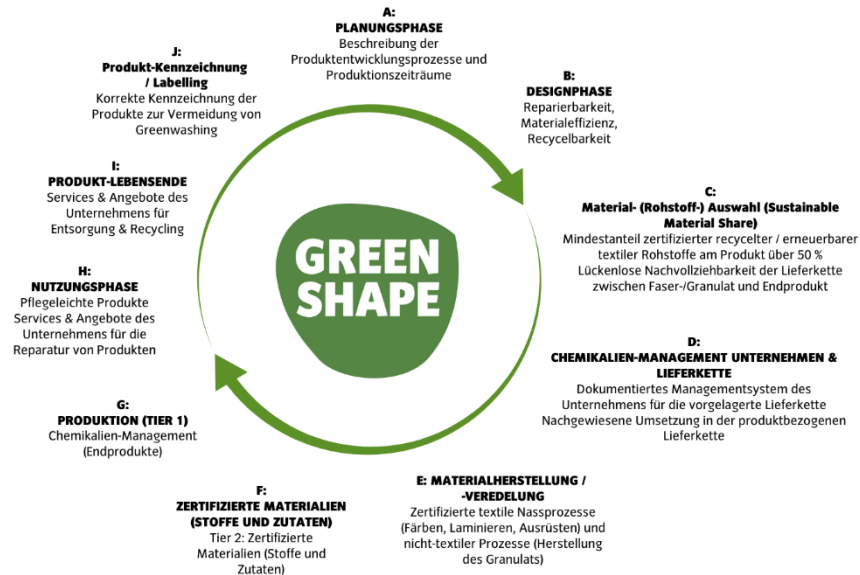 A:
PLANUNGSPHASE
Beschreibung der
Produktentwicklungsprozesse und
Produktionszeiträume
B:
DESIGNPHASE
Reparierbarkeit,
Materialeffizienz,
Recycelbarkeit
C:
Material- (Rohstoff-) Auswahl (Sustainable
Material Share)
Mindestanteil zertifizierter recycelter / erneuerbarer
textiler Rohstoffe am Produkt über 50 %
Lückenlose Nachvollziehbarkeit der Lieferkette
zwischen Faser-/Granulat und Endprodukt
D:
CHEMIKALIEN-MANAGEMENT UNTERNEHMEN &
LIEFERKETTE
Dokumentiertes Managementsystem des
Unternehmens für die vorgelagerte Lieferkette
Nachgewiesene Umsetzung in der produktbezogenen
Lieferkette
E: MATERIALHERSTELLUNG /
-VEREDELUNG
Zertifizierte textile Nassprozesse
(Färben, Laminieren, Ausrüsten) und
nicht-textiler Prozesse (Herstellung
des Granulats)
F:
ZERTIFIZIERTE MATERIALIEN
(STOFFE UND ZUTATEN)
Tier 2: Zertifizierte
Materialien (Stoffe und
Zutaten)
G:
PRODUKTION (TIER 1)
Chemikalien-Management
(Endprodukte)
H:
NUTZUNGSPHASE
Pflegeleichte Produkte
Services & Angebote des
Unternehmens für die
Reparatur von Produkten
I:
PRODUKT-LEBENSENDE
Services & Angebote des
Unternehmens für
Entsorgung & Recycling
J:
Produkt-Kennzeichnung
/ Labelling
Korrekte Kennzeichnung der
Produkte zur Vermeidung von
Greenwashing
GREEN
SHAPE